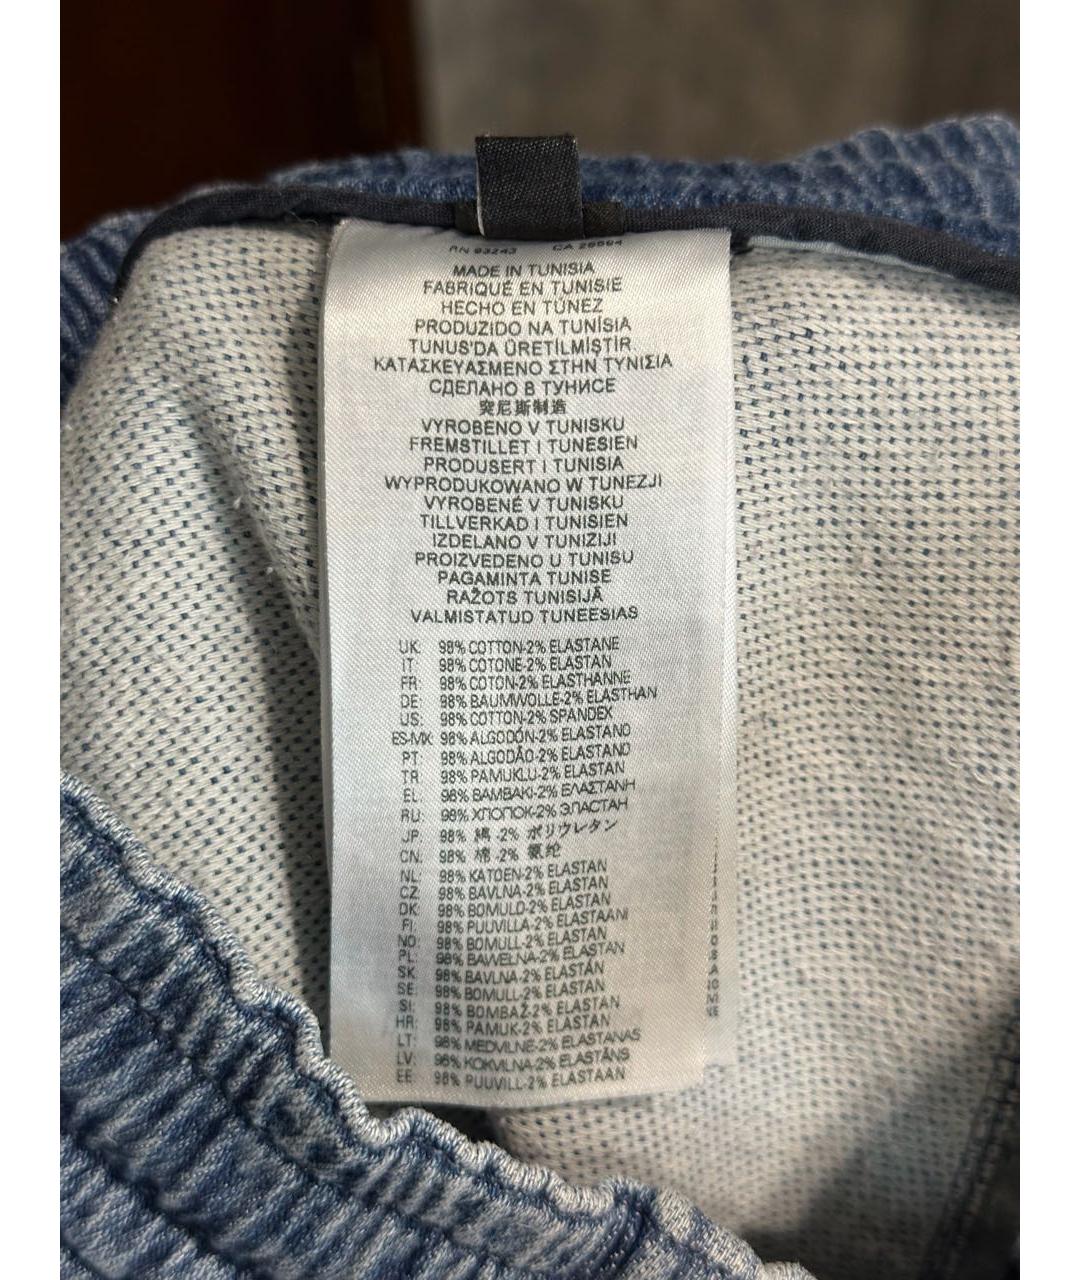 RN 93243 CA 26594
MADE IN TUNISIA
FABRIQUÉ EN TUNISIE
HECHO EN TÚNEZ
PRODUZIDO NA TUNÍSIA
TUNUS'DA ÜRETİLMİŞTİR.
ΚΑΤΑΣΚΕΥΑΣΜΕΝΟ ΣΤΗΝ ΤΥΝΙΣΙΑ
СДЕЛАНО В ТУНИСЕ
突尼斯制造
VYROBENO V TUNISKU
FREMSTILLET I TUNESIEN
PRODUSERT I TUNISIA
WYPRODUKOWANO W TUNEZJI
VYROBENÉ V TUNISKU
TILLVERKAD I TUNISIEN
IZDELANO V TUNIZIJI
PROIZVEDENO U TUNISU
PAGAMINTA TUNISE
RAŽOTS TUNISIJĀ
VALMISTATUD TUNEESIAS
UK: 98% COTTON-2% ELASTANE
IT: 98% COTONE-2% ELASTAN
FR: 98% COTON-2% ELASTHANNE
DE: 98% BAUMWOLLE-2% ELASTHAN
US: 98% COTTON-2% SPANDEX
ES-MX: 98% ALGODÓN-2% ELASTANO
PT: 98% ALGODÃO-2% ELASTANO
TR: 98% PAMUKLU-2% ELASTAN
EL: 98% ΒΑΜΒΑΚΙ-2% ΕΛΑΣΤΑΝΗ
RU: 98% ХЛОПОК-2% ЭЛАСТАН
JP: 98% 綿 -2% ポリウレタン
CN: 98% 棉 -2% 氨纶
NL: 98% KATOEN-2% ELASTAN
CZ: 98% BAVLNA-2% ELASTAN
DK: 98% BOMULD-2% ELASTAN
FI: 98% PUUVILLA-2% ELASTAANI
NO: 98% BOMULL-2% ELASTAN
PL: 98% BAWEŁNA-2% ELASTAN
SK: 98% BAVLNA-2% ELASTÁN
SE: 98% BOMULL-2% ELASTAN
SI: 98% BOMBAŽ-2% ELASTAN
HR: 98% PAMUK-2% ELASTAN
LT: 98% MEDVILNĖ-2% ELASTANAS
LV: 98% KOKVILNA-2% ELASTĀNS
EE: 98% PUUVILL-2% ELASTAAN